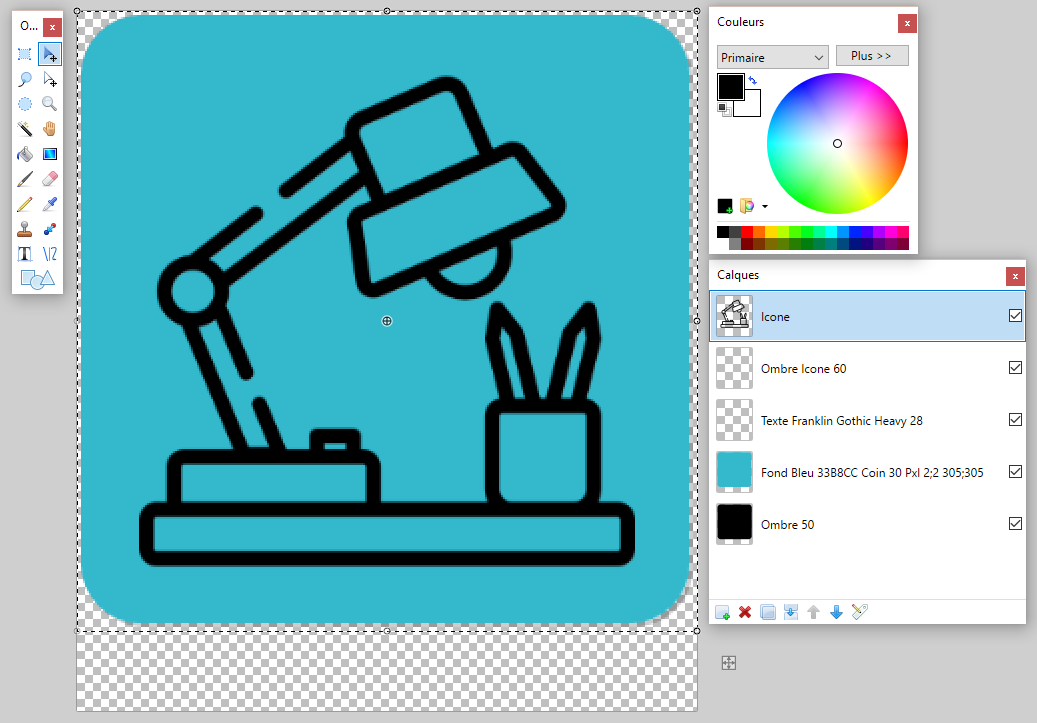 O...
Couleurs
Primaire
Plus >>
Calques
Icone
Ombre Icone 60
Texte Franklin Gothic Heavy 28
Fond Bleu 33B8CC Coin 30 Pxl 2;2 305;305
Ombre 50